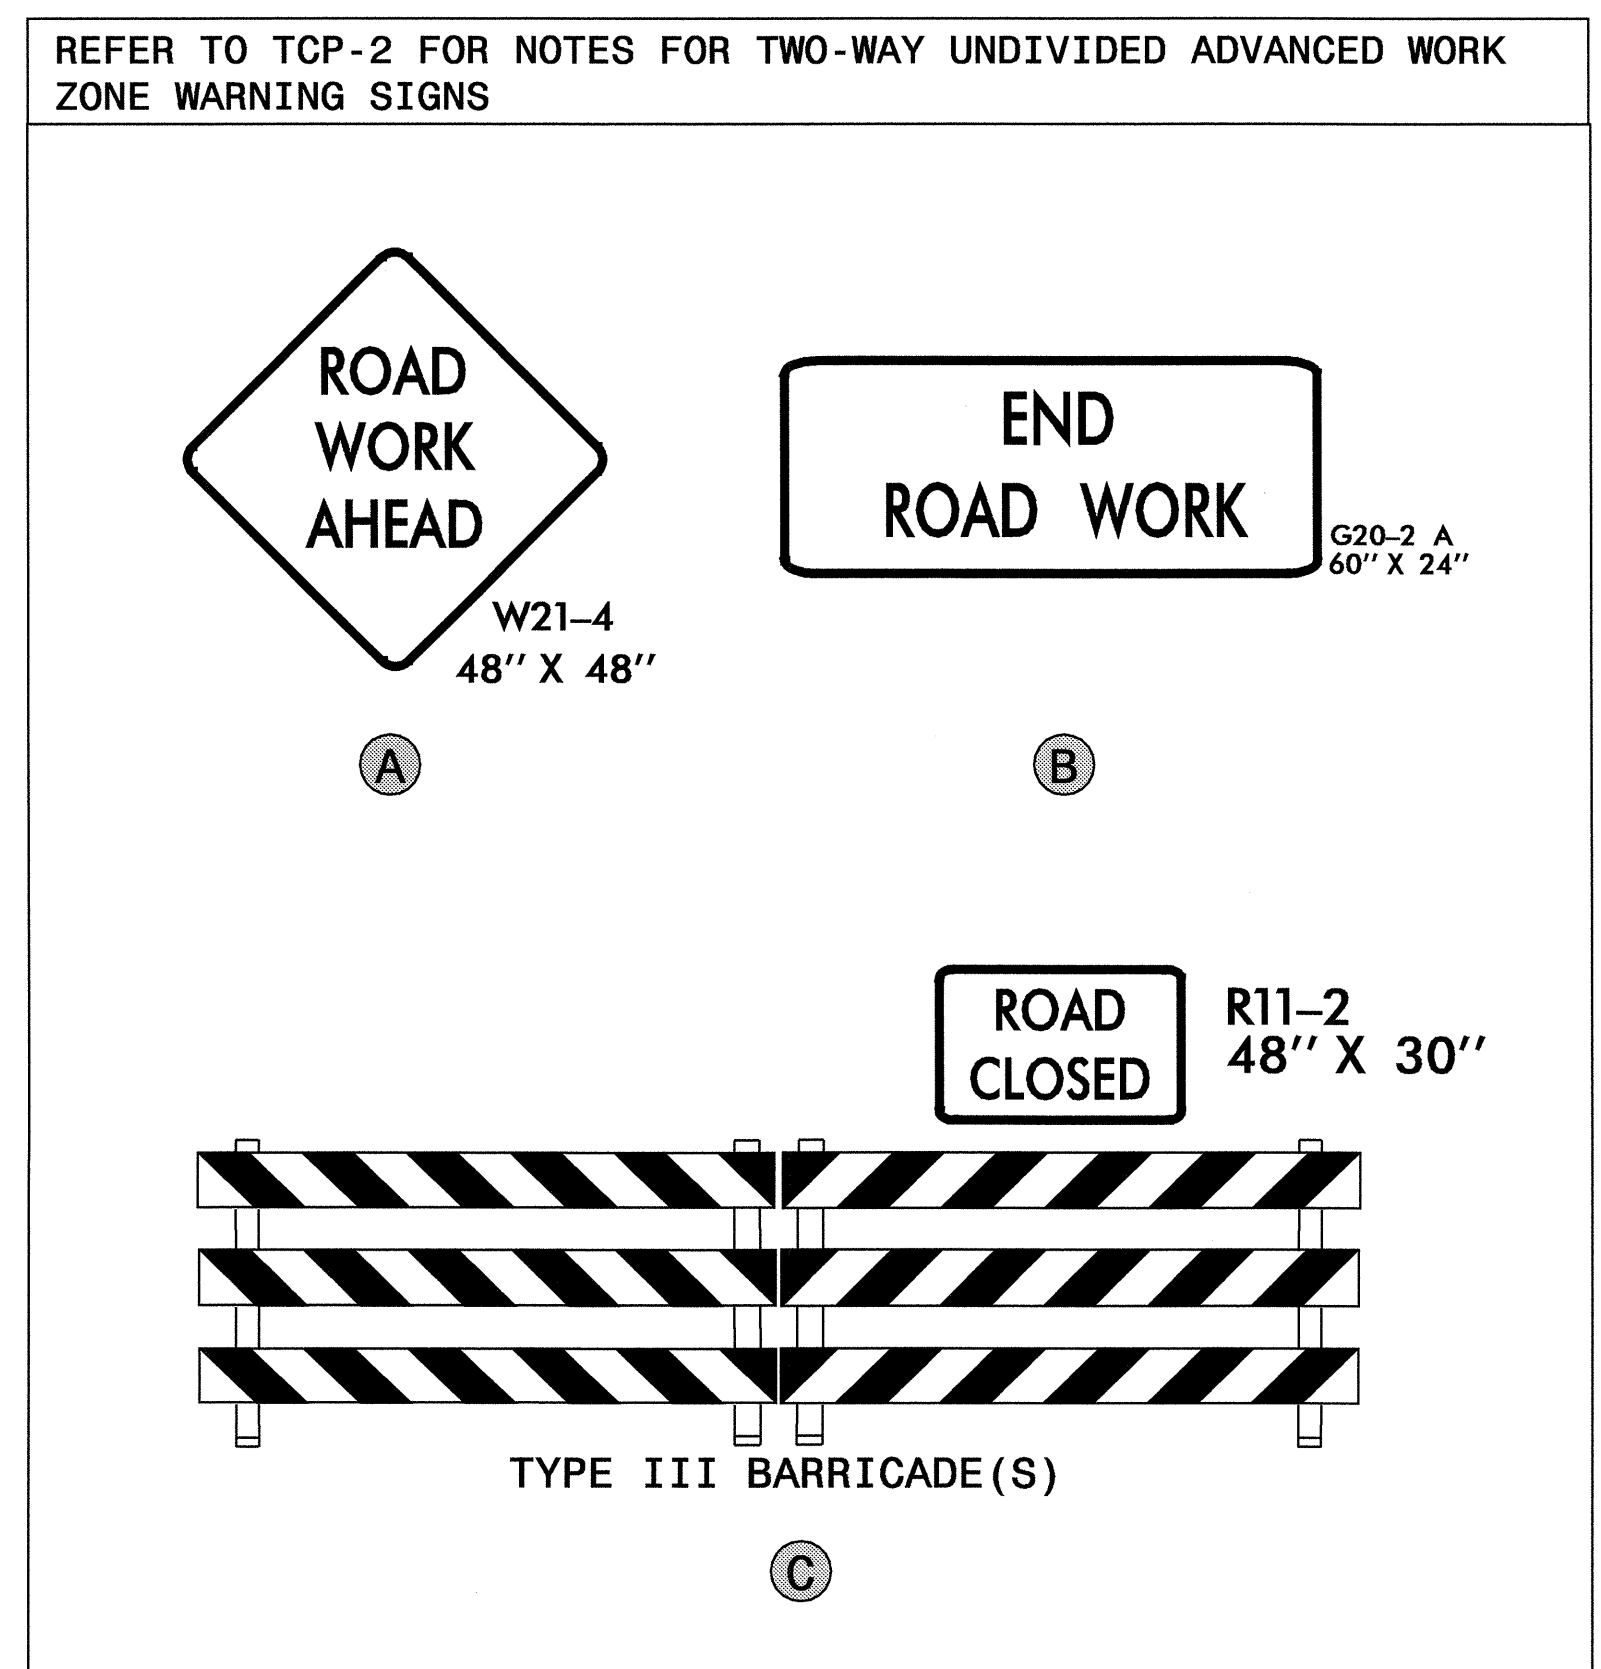 REFER TO TCP-2 FOR NOTES FOR TWO-WAY UNDIVIDED ADVANCED WORK
ZONE WARNING SIGNS
ROAD
WORK
AHEAD
W21-4
48" X 48"
A
END
ROAD WORK
G20-2 A
60" X 24"
B
ROAD
CLOSED
R11-2
48" X 30"
TYPE III BARRICADE(S)
C